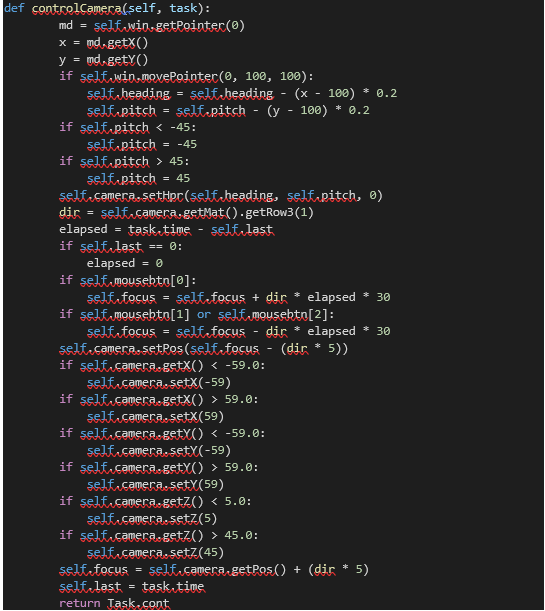 def controlCamera(self, task):
        md = self.win.getPointer(0)
        x = md.getX()
        y = md.getY()
        if self.win.movePointer(0, 100, 100):
            self.heading = self.heading - (x - 100) * 0.2
            self.pitch = self.pitch - (y - 100) * 0.2
        if self.pitch < -45:
            self.pitch = -45
        if self.pitch > 45:
            self.pitch = 45
        self.camera.setHpr(self.heading, self.pitch, 0)
        dir = self.camera.getMat().getRow3(1)
        elapsed = task.time - self.last
        if self.last == 0:
            elapsed = 0
        if self.mousebtn[0]:
            self.focus = self.focus + dir * elapsed * 30
        if self.mousebtn[1] or self.mousebtn[2]:
            self.focus = self.focus - dir * elapsed * 30
        self.camera.setPos(self.focus - (dir * 5))
        if self.camera.getX() < -59.0:
            self.camera.setX(-59)
        if self.camera.getX() > 59.0:
            self.camera.setX(59)
        if self.camera.getY() < -59.0:
            self.camera.setY(-59)
        if self.camera.getY() > 59.0:
            self.camera.setY(59)
        if self.camera.getZ() < 5.0:
            self.camera.setZ(5)
        if self.camera.getZ() > 45.0:
            self.camera.setZ(45)
        self.focus = self.camera.getPos() + (dir * 5)
        self.last = task.time
        return Task.cont